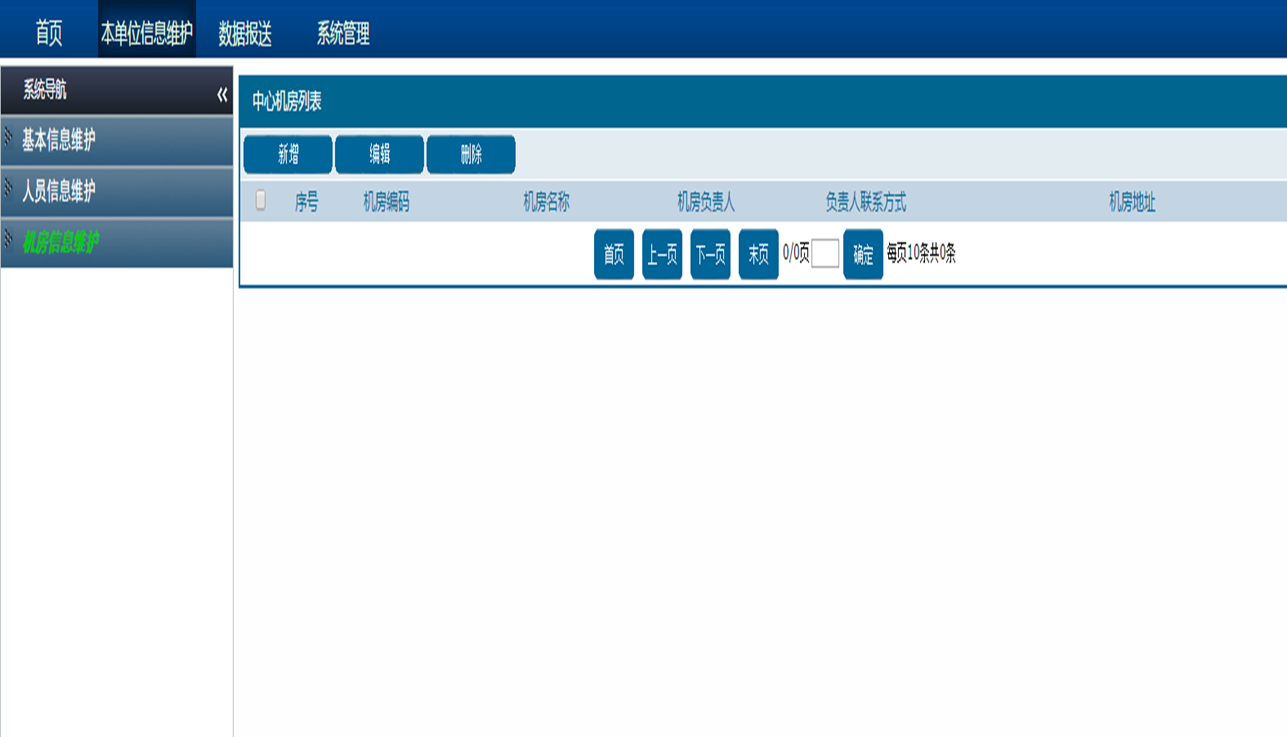 首页 本单位信息维护 数据报送 系统管理
系统导航 «
中心机房列表
基本信息维护
新增 编辑 删除
人员信息维护
序号 机房编码 机房名称 机房负责人 负责人联系方式 机房地址
机房信息维护
首页 上一页 下一页 末页 0/0页 确定 每页10条共0条